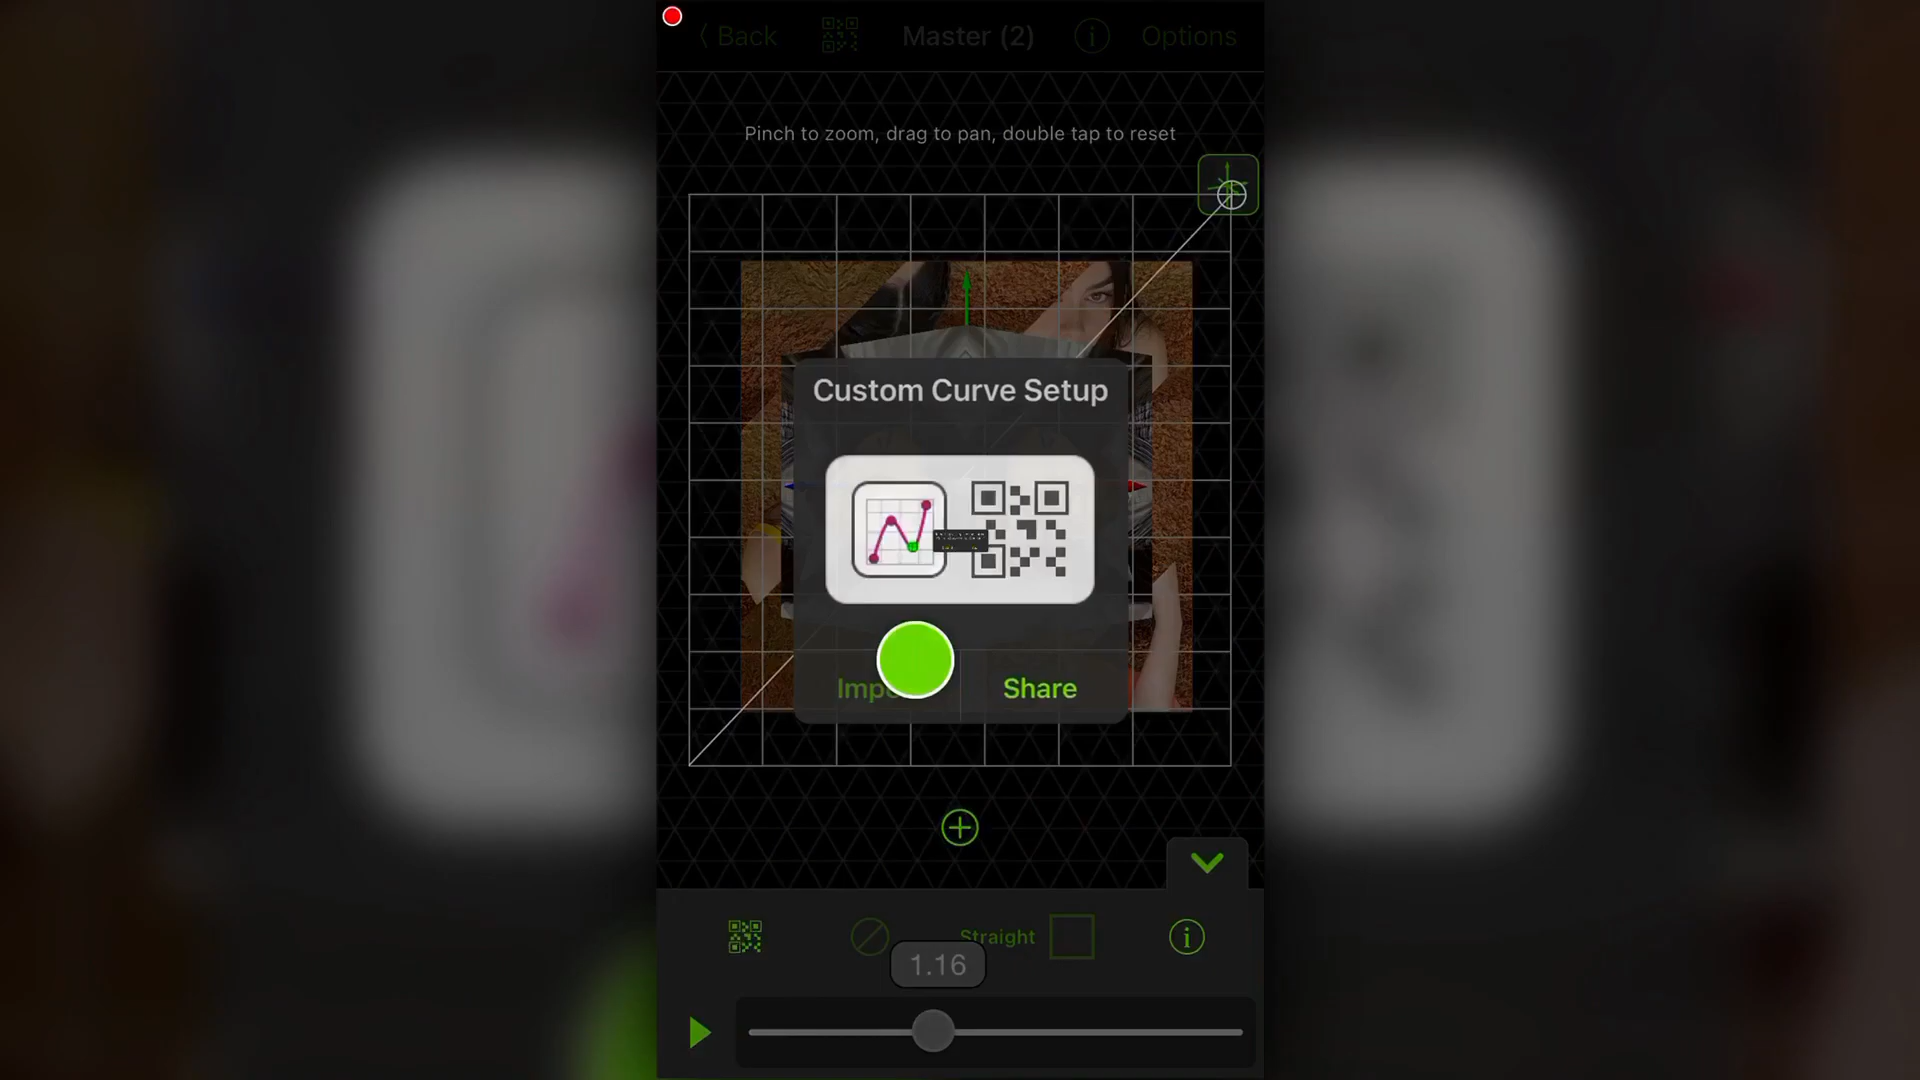 Back
Master (2)
Options
Pinch to zoom, drag to pan, double tap to reset
Custom Curve Setup
Share
Straight
1.16